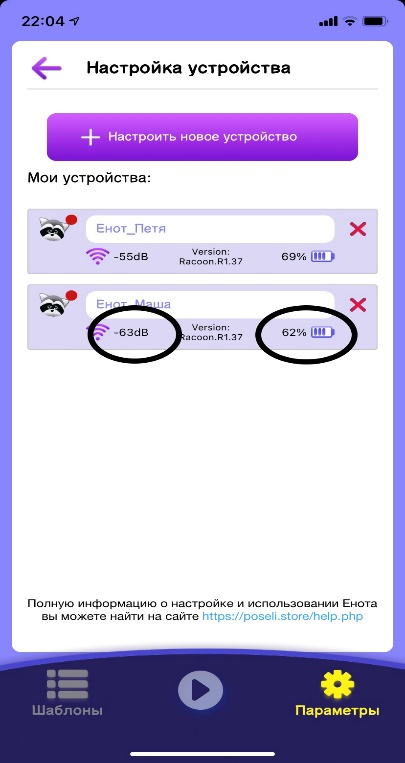 22:04
Настройка устройства
Настроить новое устройство
Мои устройства:
Енот_Петя
-55dB
Version:
Racoon.R1.37
69%
Енот_Маша
-63dB
Version:
Racoon.R1.37
62%
Полную информацию о настройке и использовании Енота
вы можете найти на сайте https://poseli.store/help.php
Шаблоны
Параметры